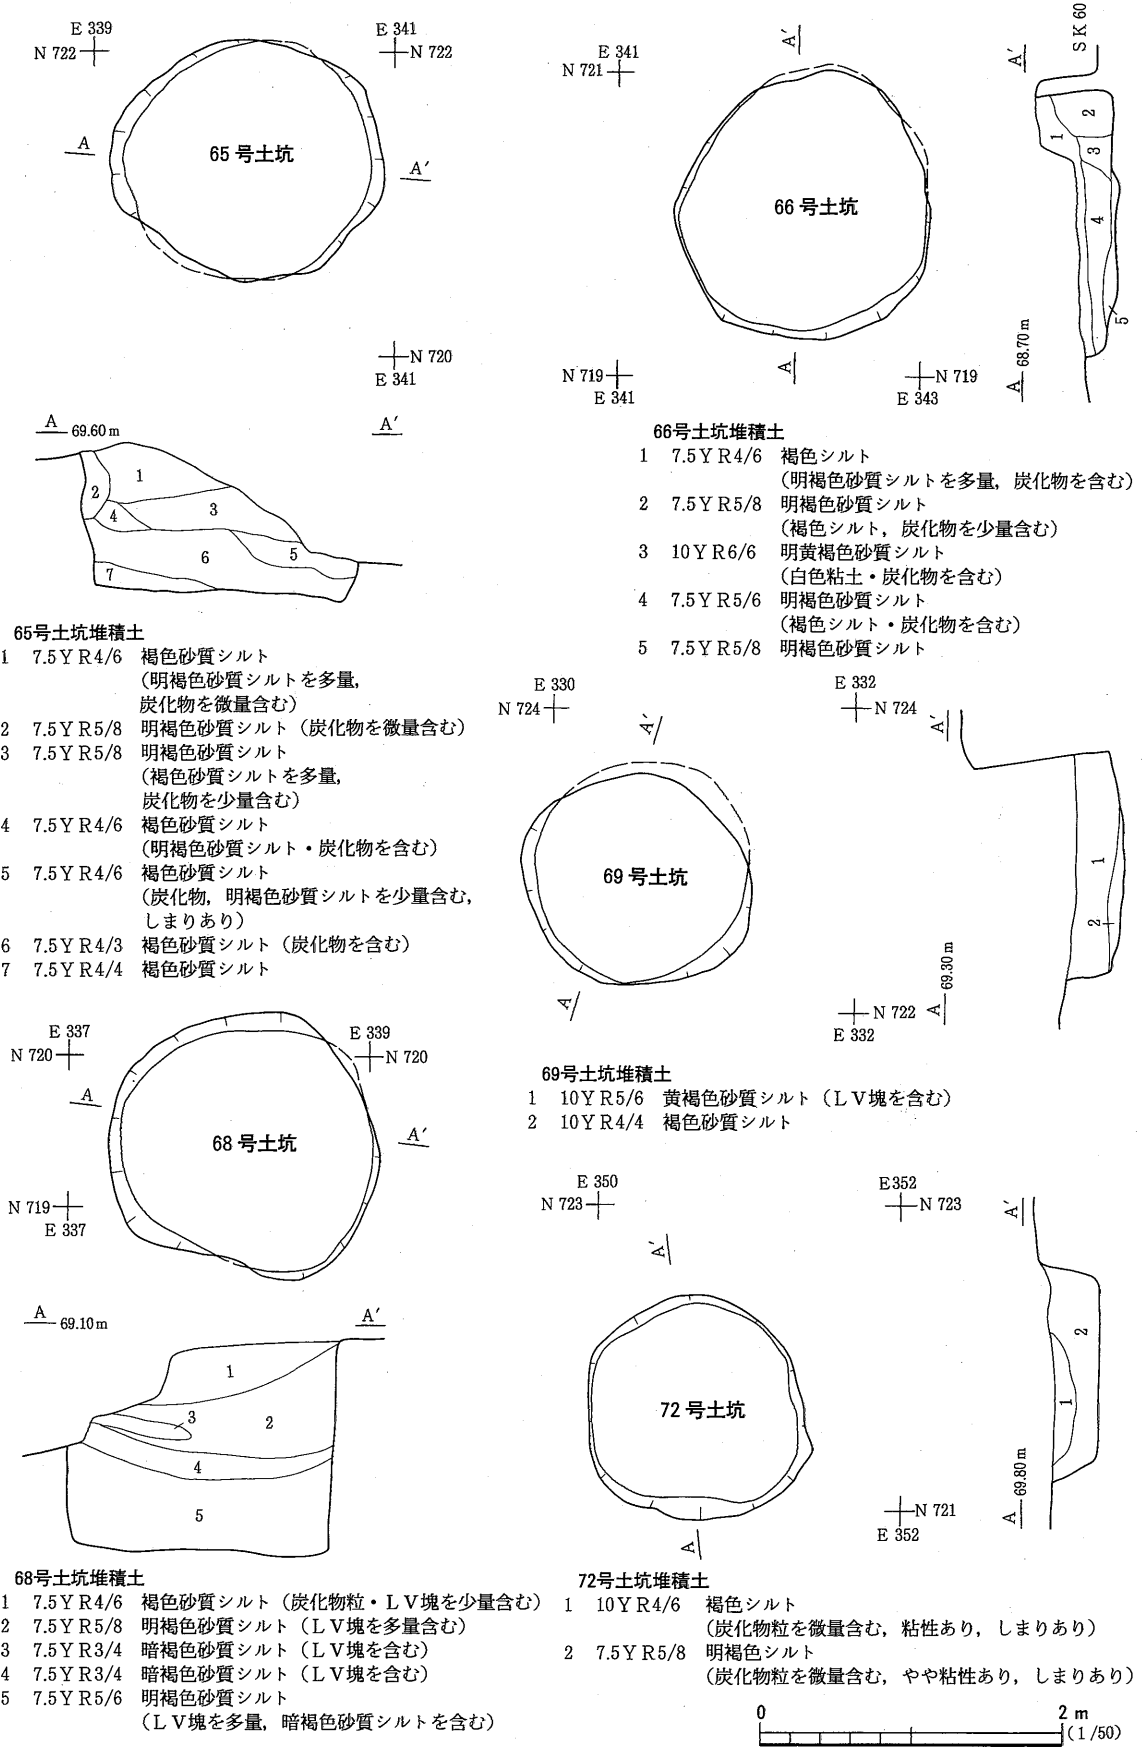 E 339
N 722
E 341
N 722
A
65 号土坑
A′
N 720
E 341
A 69.60 m
A′
1
2
3
4
5
6
7
65号土坑堆積土
1 7.5ＹＲ4/6 褐色砂質シルト
(明褐色砂質シルトを多量,
炭化物を微量含む)
2 7.5ＹＲ5/8 明褐色砂質シルト (炭化物を微量含む)
3 7.5ＹＲ5/8 明褐色砂質シルト
(褐色砂質シルトを多量,
炭化物を少量含む)
4 7.5ＹＲ4/6 褐色砂質シルト
(明褐色砂質シルト・炭化物を含む)
5 7.5ＹＲ4/6 褐色砂質シルト
(炭化物, 明褐色砂質シルトを少量含む,
しまりあり)
6 7.5ＹＲ4/3 褐色砂質シルト (炭化物を含む)
7 7.5ＹＲ4/4 褐色砂質シルト
E 341
N 721
A′
66 号土坑
A
N 719
E 341
N 719
E 343
A′
SK 60
1
2
3
4
5
A 68.70 m
66号土坑堆積土
1 7.5ＹＲ4/6 褐色シルト
(明褐色砂質シルトを多量, 炭化物を含む)
2 7.5ＹＲ5/8 明褐色砂質シルト
(褐色シルト, 炭化物を少量含む)
3 10ＹＲ6/6 明黄褐色砂質シルト
(白色粘土・炭化物を含む)
4 7.5ＹＲ5/6 明褐色砂質シルト
(褐色シルト・炭化物を含む)
5 7.5ＹＲ5/8 明褐色砂質シルト
E 330
N 724
A′
E 332
N 724
69 号土坑
A
N 722
E 332
A′
1
2
A 69.30 m
69号土坑堆積土
1 10ＹＲ5/6 黄褐色砂質シルト (ＬＶ塊を含む)
2 10ＹＲ4/4 褐色砂質シルト
E 337
N 720
E 339
N 720
A
68 号土坑
A′
N 719
E 337
A 69.10 m
A′
1
2
3
4
5
68号土坑堆積土
1 7.5ＹＲ4/6 褐色砂質シルト (炭化物粒・ＬＶ塊を少量含む)
2 7.5ＹＲ5/8 明褐色砂質シルト (ＬＶ塊を多量含む)
3 7.5ＹＲ3/4 暗褐色砂質シルト (ＬＶ塊を含む)
4 7.5ＹＲ3/4 暗褐色砂質シルト (ＬＶ塊を含む)
5 7.5ＹＲ5/6 明褐色砂質シルト
(ＬＶ塊を多量, 暗褐色砂質シルトを含む)
E 350
N 723
E352
N 723
A′
72 号土坑
A
N 721
E 352
A′
2
1
A 69.80 m
72号土坑堆積土
1 10ＹＲ4/6 褐色シルト
(炭化物粒を微量含む, 粘性あり, しまりあり)
2 7.5ＹＲ5/8 明褐色シルト
(炭化物粒を微量含む, やや粘性あり, しまりあり)
0 2 m
(1/50)